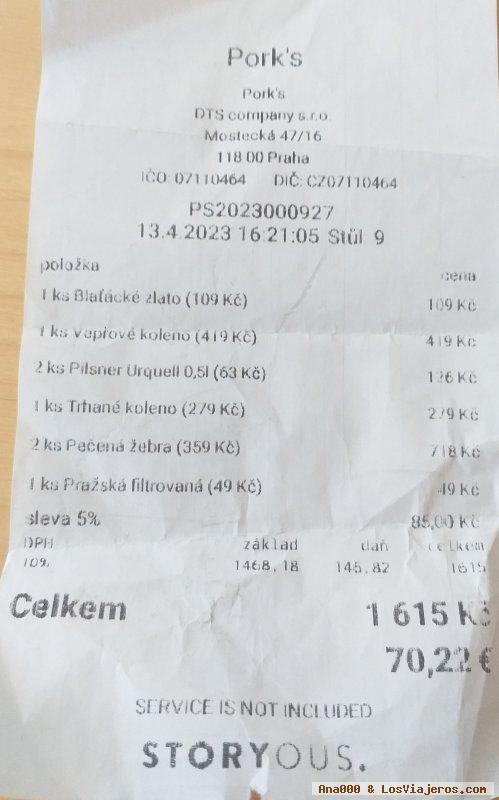 Pork's
Pork's
DTS company s.r.o.
Mostecká 47/16
118 00 Praha
IČO: 07110464 DIČ: CZ07110464
PS2023000927
13.4.2023 16:21:05 Stůl 9
položka cena
1 ks Blaťácké zlato (109 Kč) 109 Kč
1 ks Vepřové koleno (419 Kč) 419 Kč
2 ks Pilsner Urquell 0,5l (63 Kč) 126 Kč
1 ks Trhané koleno (279 Kč) 279 Kč
2 ks Pečená žebra (359 Kč) 718 Kč
1 ks Pražská filtrovaná (49 Kč) 49 Kč
sleva 5% 85,00 Kč
DPH základ daň celkem
10% 1468,18 146,82 1615
Celkem 1 615 Kč
70,22 €
SERVICE IS NOT INCLUDED
STORYOUS.
Ana000 & LosViajeros.com